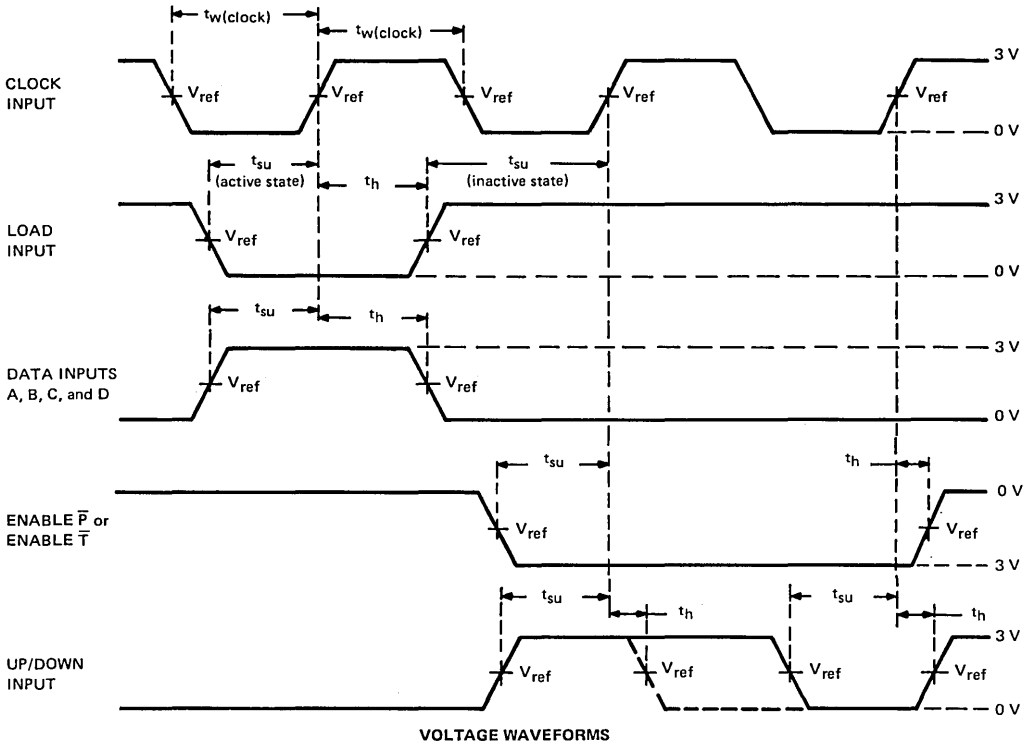 tw(clock)
tw(clock)
CLOCK
INPUT
Vref
Vref
Vref
Vref
Vref
3 V
0 V
tsu
(active state)
th
tsu
(inactive state)
LOAD
INPUT
Vref
Vref
3 V
0 V
tsu
th
DATA INPUTS
A, B, C, and D
Vref
Vref
3 V
0 V
tsu
th
ENABLE P̅ or
ENABLE T̅
Vref
Vref
0 V
3 V
tsu
th
tsu
th
UP/DOWN
INPUT
Vref
Vref
Vref
Vref
3 V
0 V
VOLTAGE WAVEFORMS